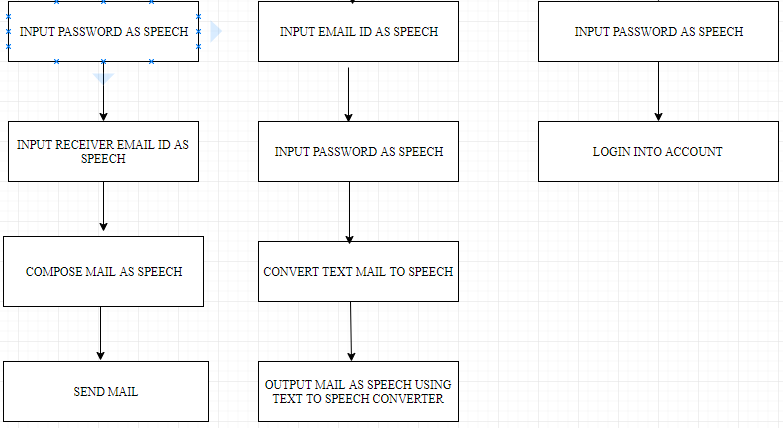 INPUT PASSWORD AS SPEECH
INPUT RECEIVER EMAIL ID AS
SPEECH
COMPOSE MAIL AS SPEECH
SEND MAIL
INPUT EMAIL ID AS SPEECH
INPUT PASSWORD AS SPEECH
CONVERT TEXT MAIL TO SPEECH
OUTPUT MAIL AS SPEECH USING
TEXT TO SPEECH CONVERTER
INPUT PASSWORD AS SPEECH
LOGIN INTO ACCOUNT